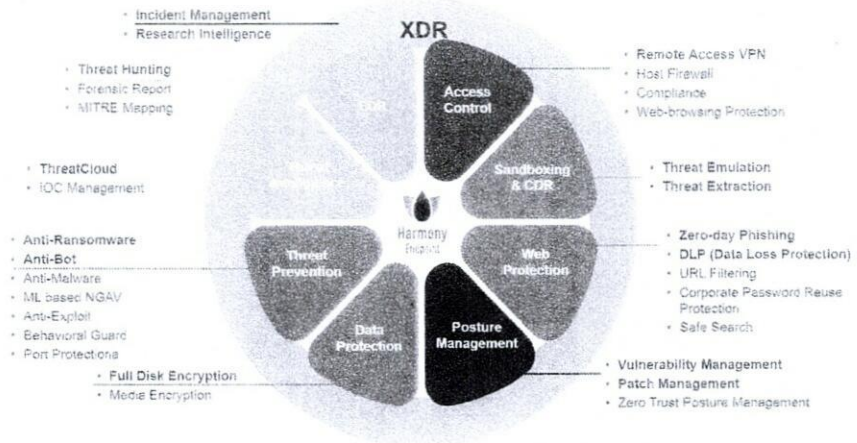 Incident Management
Research Intelligence
XDR
Threat Hunting
Forensic Report
MITRE Mapping
ThreatCloud
IOC Management
Anti-Ransomware
Anti-Bot
Anti-Malware
ML based NGAV
Anti-Exploit
Behavioral Guard
Port Protections
Full Disk Encryption
Media Encryption
Access
Control
Sandboxing
& CDR
Web
Protection
Posture
Management
Data
Protection
Threat
Prevention
Harmony
Endpoint
Remote Access VPN
Host Firewall
Compliance
Web-browsing Protection
Threat Emulation
Threat Extraction
Zero-day Phishing
DLP (Data Loss Protection)
URL Filtering
Corporate Password Reuse
Protection
Safe Search
Vulnerability Management
Patch Management
Zero Trust Posture Management